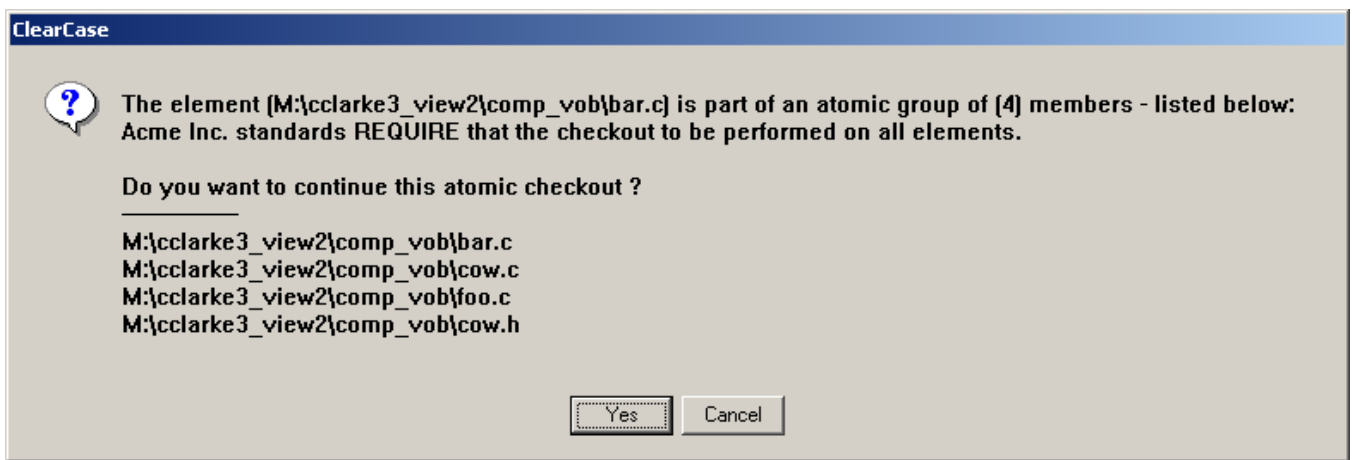 ClearCase
The element (M:\cclarke3_view2\comp_vob\bar.c) is part of an atomic group of (4) members - listed below:
Acme Inc. standards REQUIRE that the checkout to be performed on all elements.
Do you want to continue this atomic checkout ?
M:\cclarke3_view2\comp_vob\bar.c
M:\cclarke3_view2\comp_vob\cow.c
M:\cclarke3_view2\comp_vob\foo.c
M:\cclarke3_view2\comp_vob\cow.h
Yes Cancel